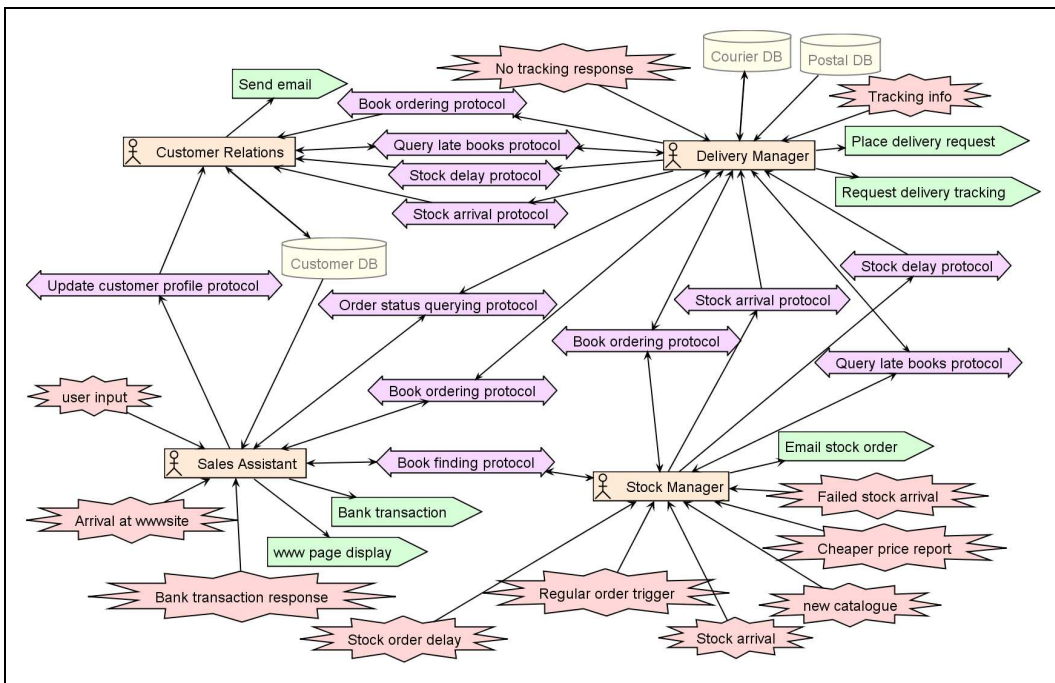 Courier DB
Postal DB
No tracking response
Send email
Tracking info
Book ordering protocol
Place delivery request
Customer Relations
Query late books protocol
Delivery Manager
Stock delay protocol
Request delivery tracking
Stock arrival protocol
Customer DB
Stock delay protocol
Update customer profile protocol
Order status querying protocol
Stock arrival protocol
Book ordering protocol
Query late books protocol
user input
Book ordering protocol
Email stock order
Sales Assistant
Book finding protocol
Stock Manager
Failed stock arrival
Arrival at wwwsite
Bank transaction
www page display
Cheaper price report
Bank transaction response
Regular order trigger
new catalogue
Stock order delay
Stock arrival